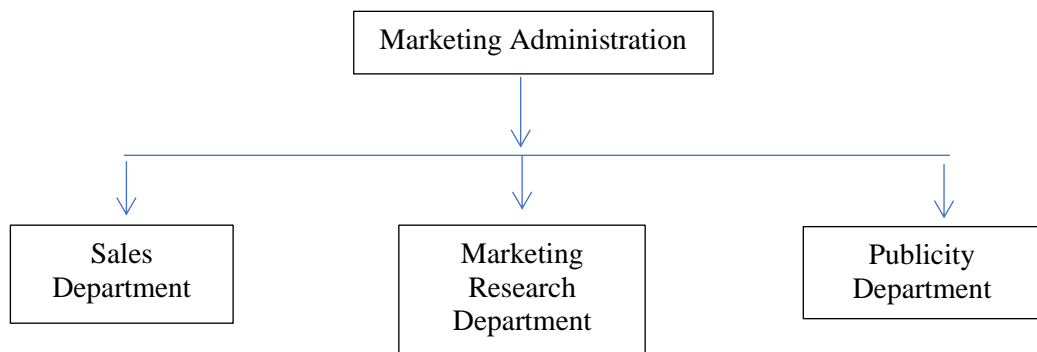 Marketing Administration
Sales
Department
Marketing
Research
Department
Publicity
Department